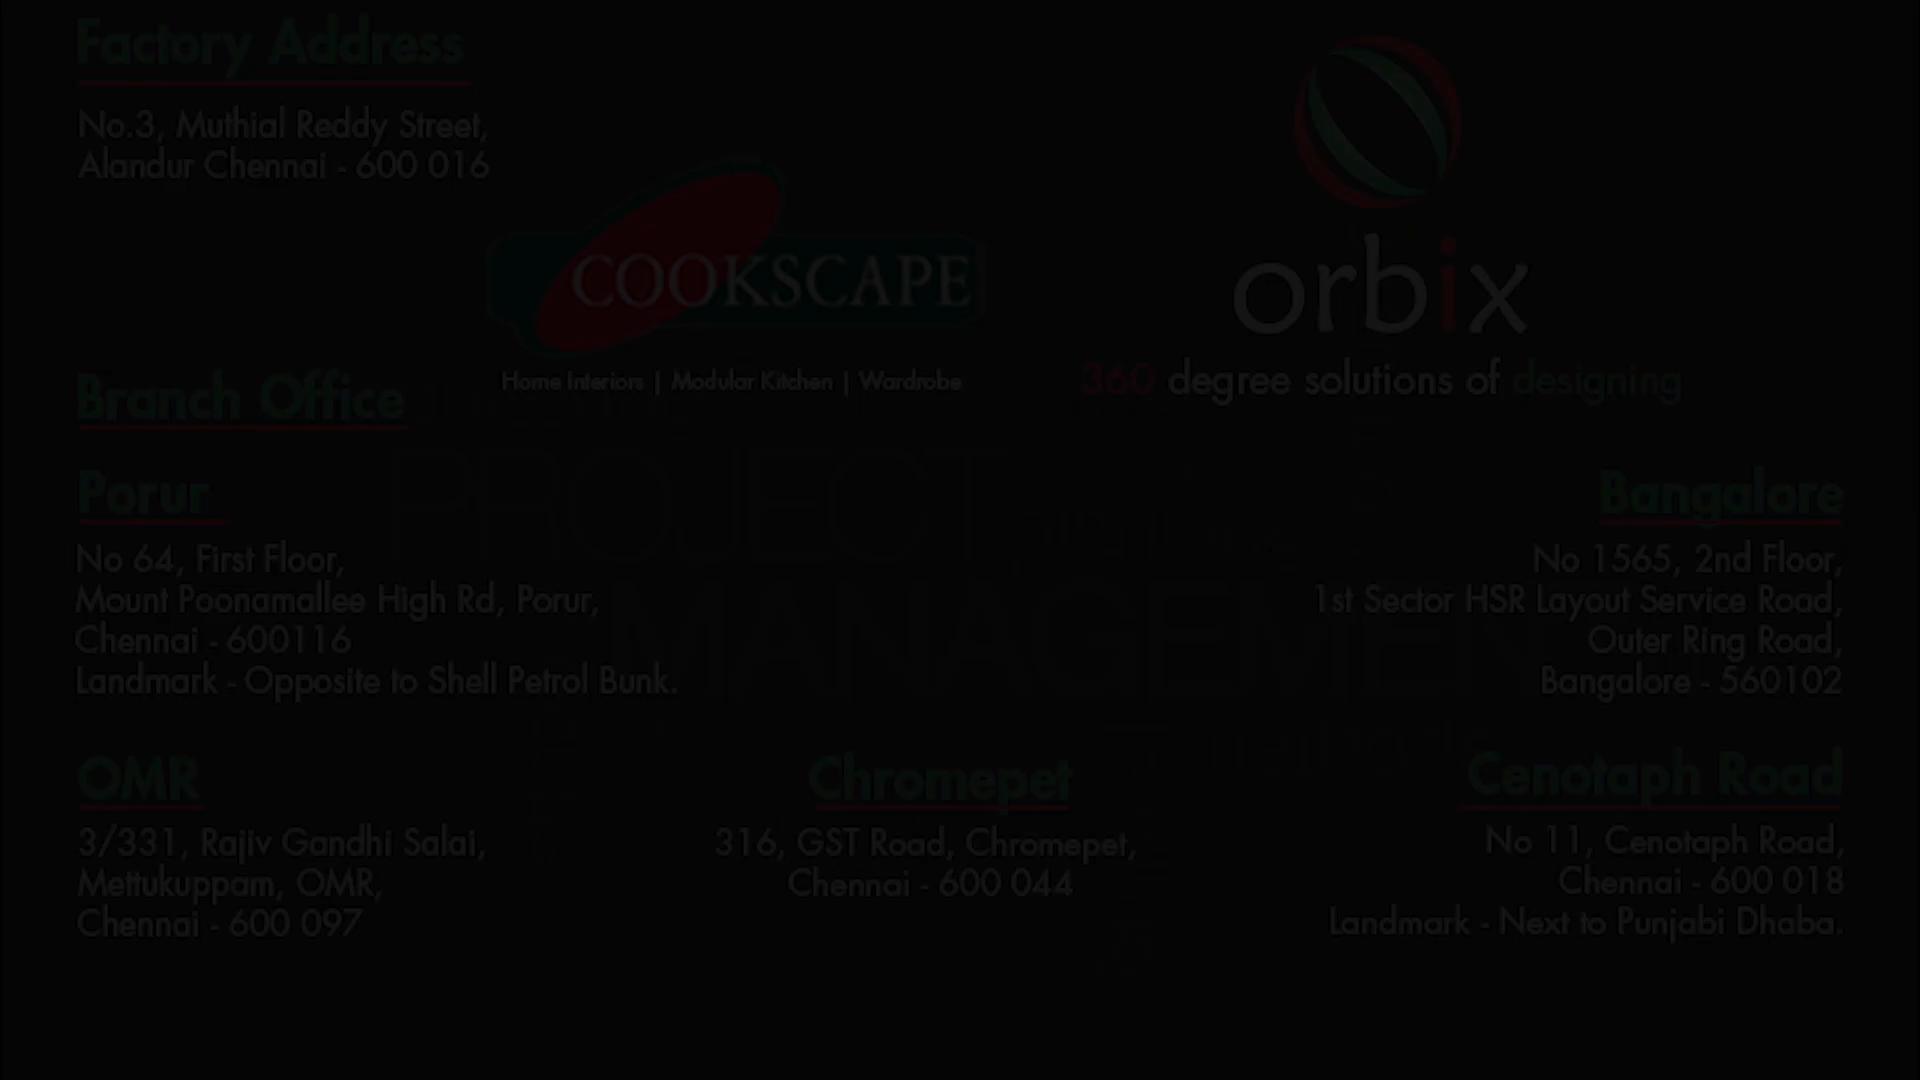 Factory Address
No.3, Muthial Reddy Street,
Alandur Chennai - 600 016
COOKSCAPE
Home Interiors | Modular Kitchen | Wardrobe
orbix
360 degree solutions of designing
Branch Office
Porur
No 64, First Floor,
Mount Poonamallee High Rd, Porur,
Chennai - 600116
Landmark - Opposite to Shell Petrol Bunk.
Bangalore
No 1565, 2nd Floor,
1st Sector HSR Layout Service Road,
Outer Ring Road,
Bangalore - 560102
PROJECT
MANAGEMENT
OMR
3/331, Rajiv Gandhi Salai,
Mettukuppam, OMR,
Chennai - 600 097
Chromepet
316, GST Road, Chromepet,
Chennai - 600 044
Cenotaph Road
No 11, Cenotaph Road,
Chennai - 600 018
Landmark - Next to Punjabi Dhaba.